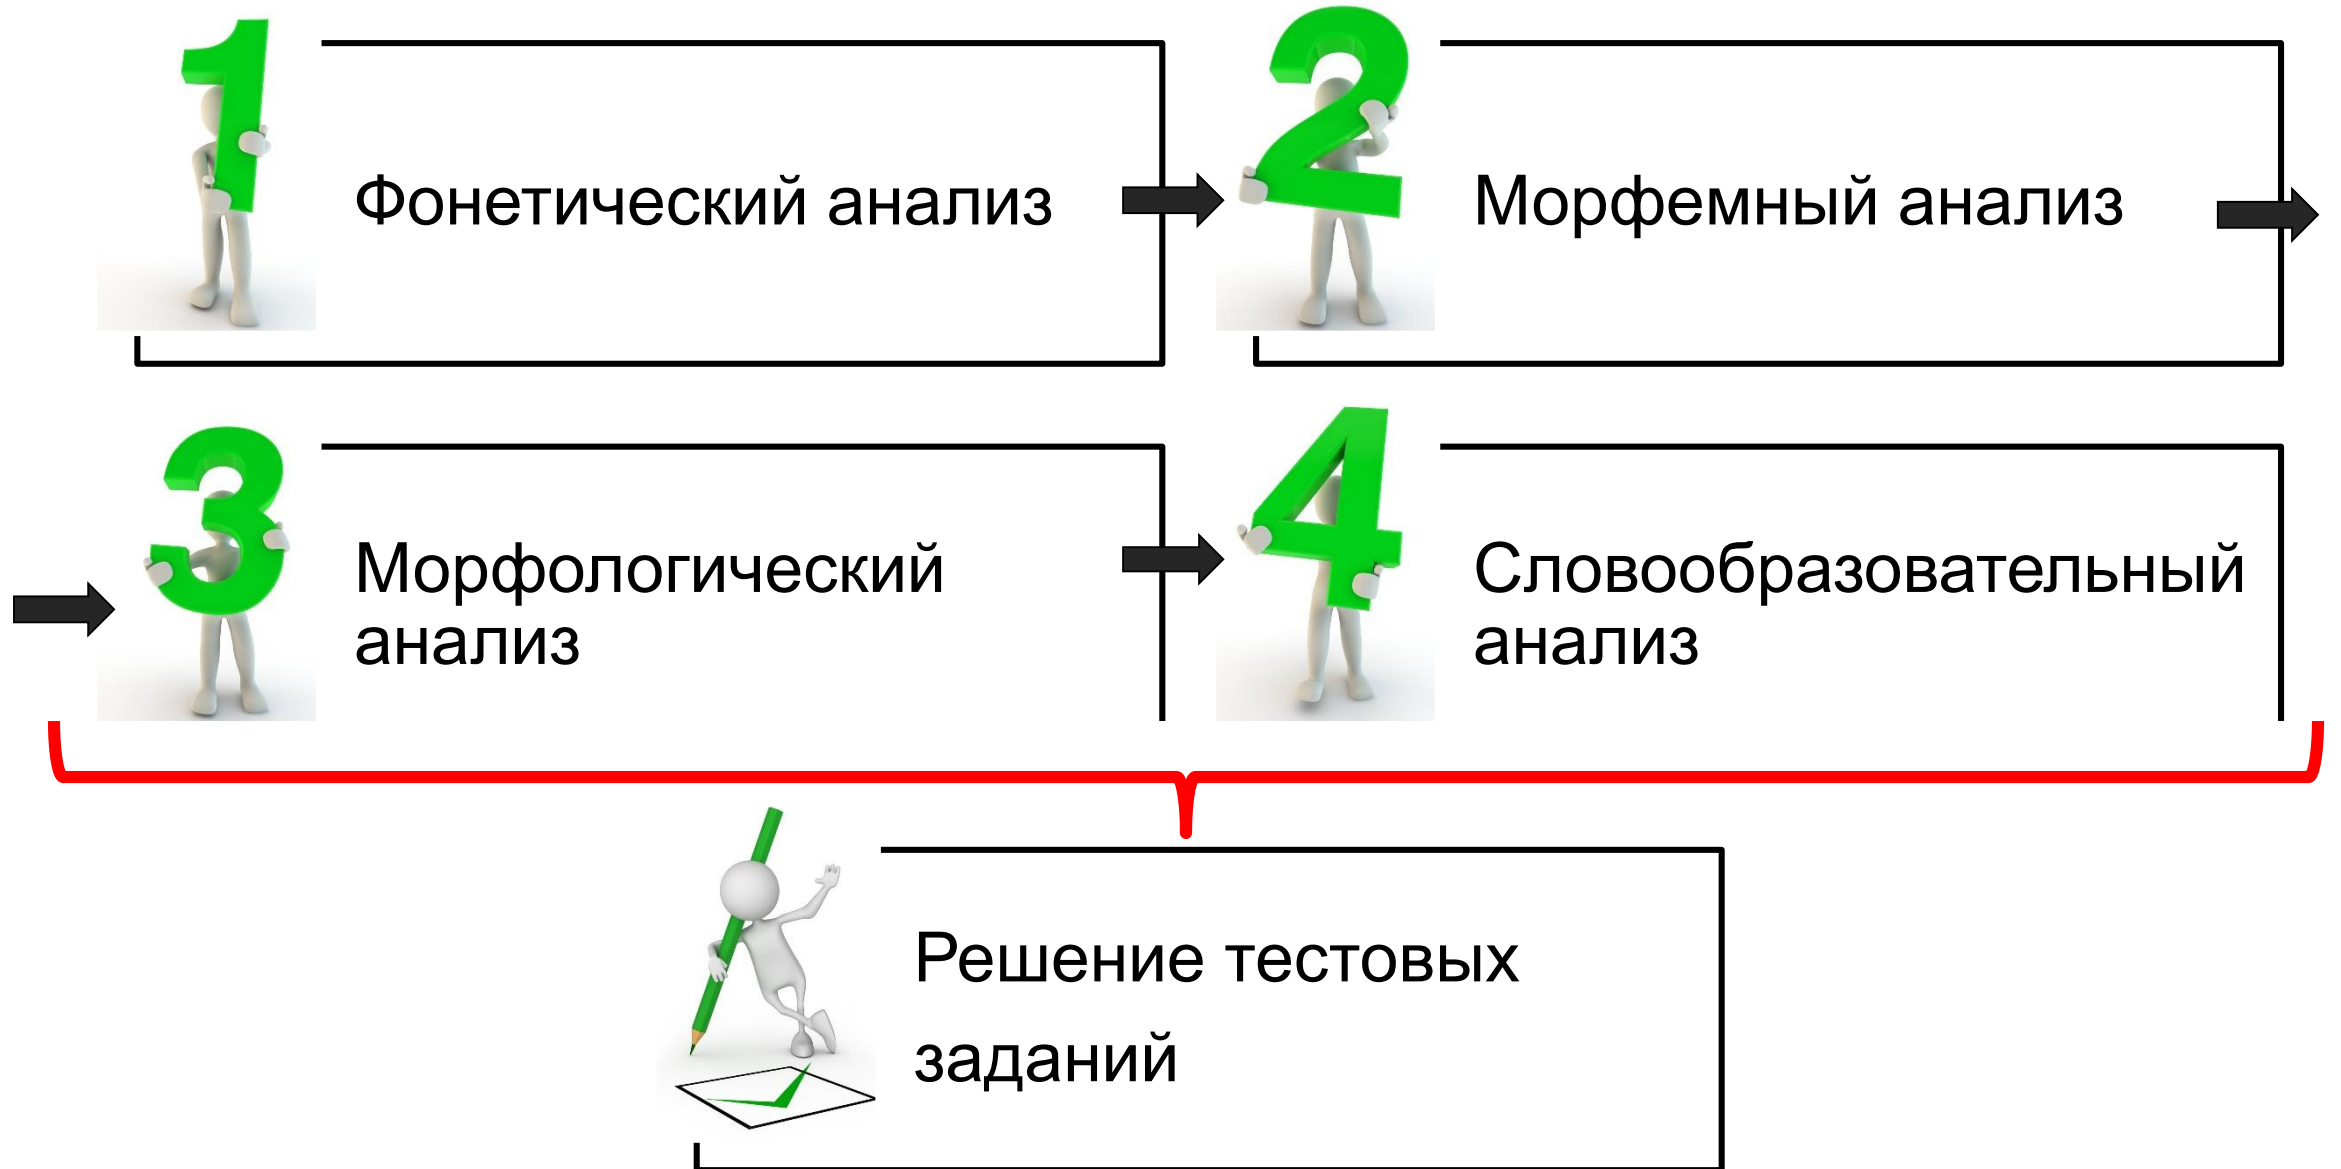 1
Фонетический анализ
2
Морфемный анализ
3
Морфологический
анализ
4
Словообразовательный
анализ
Решение тестовых
заданий